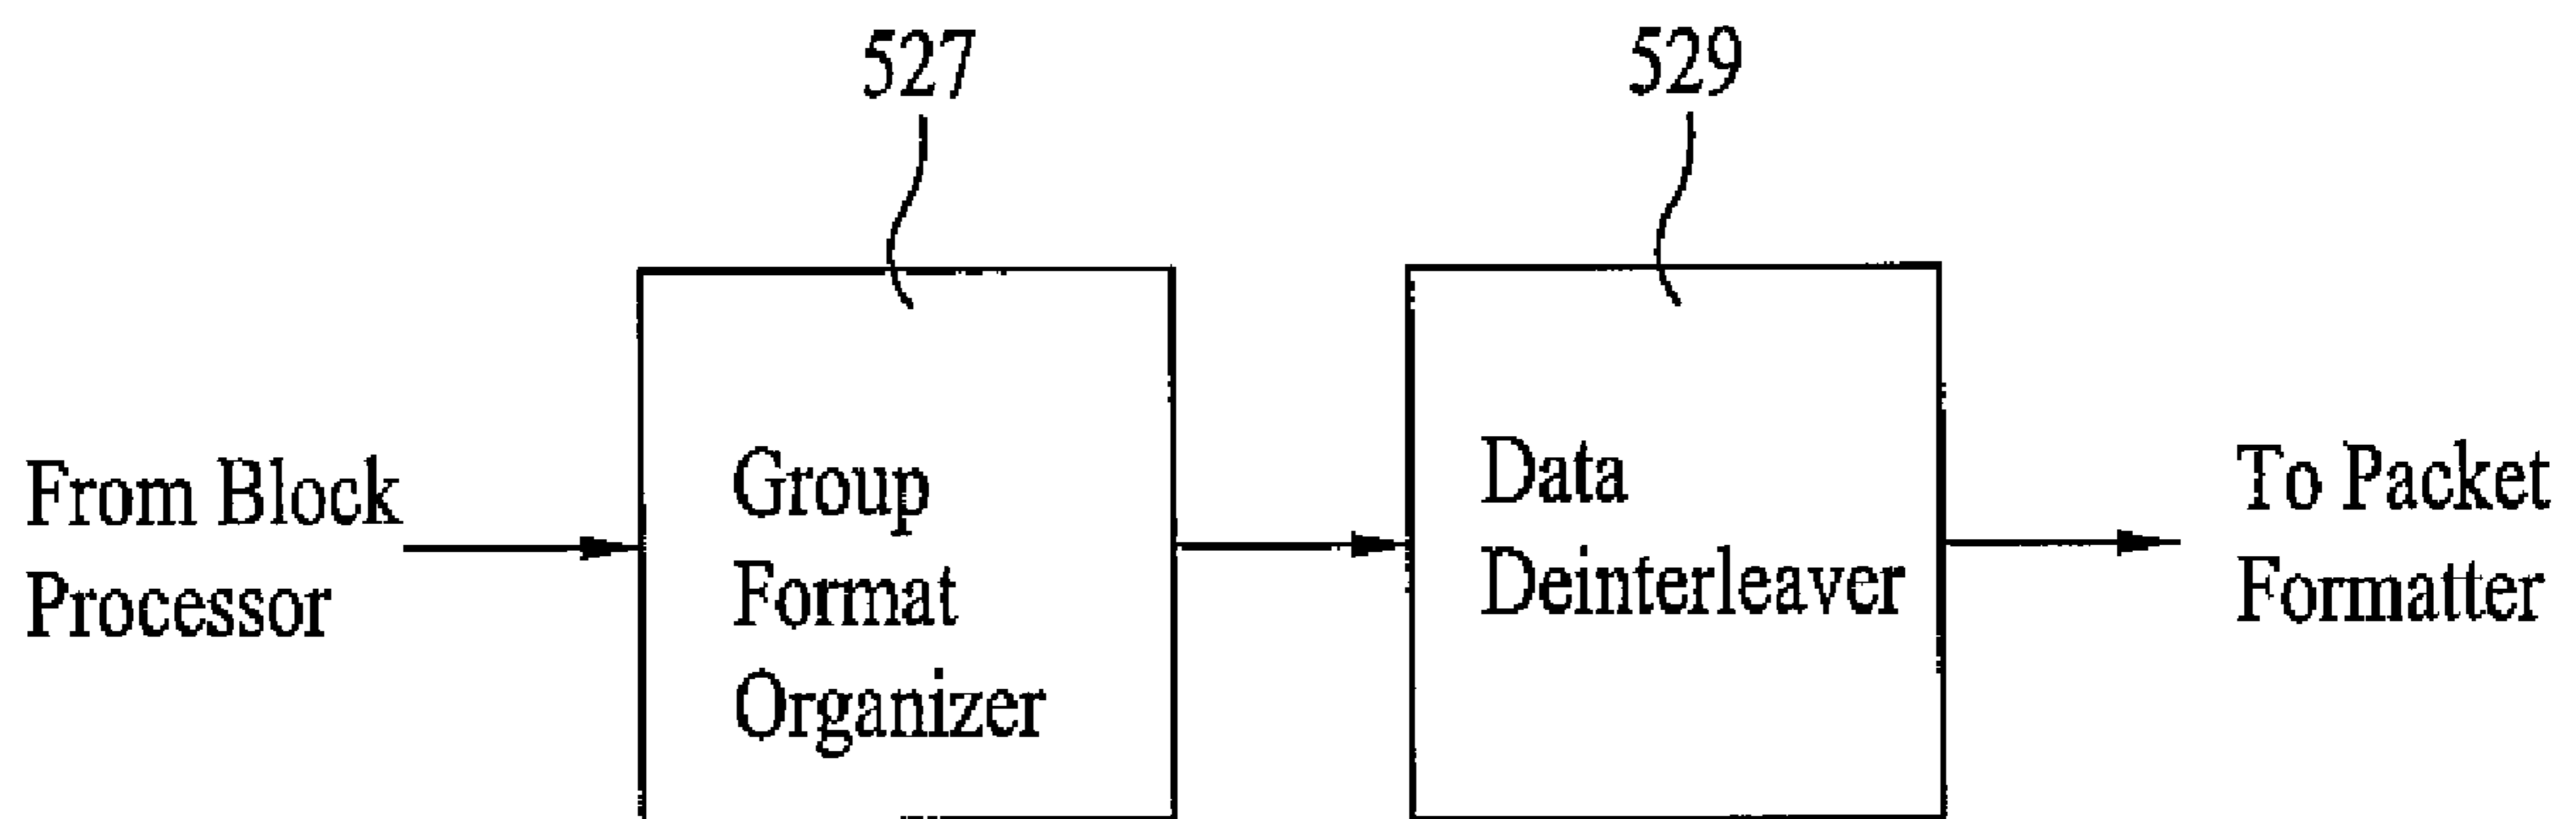 527
529
From Block
Processor
Group
Format
Organizer
Data
Deinterleaver
To Packet
Formatter